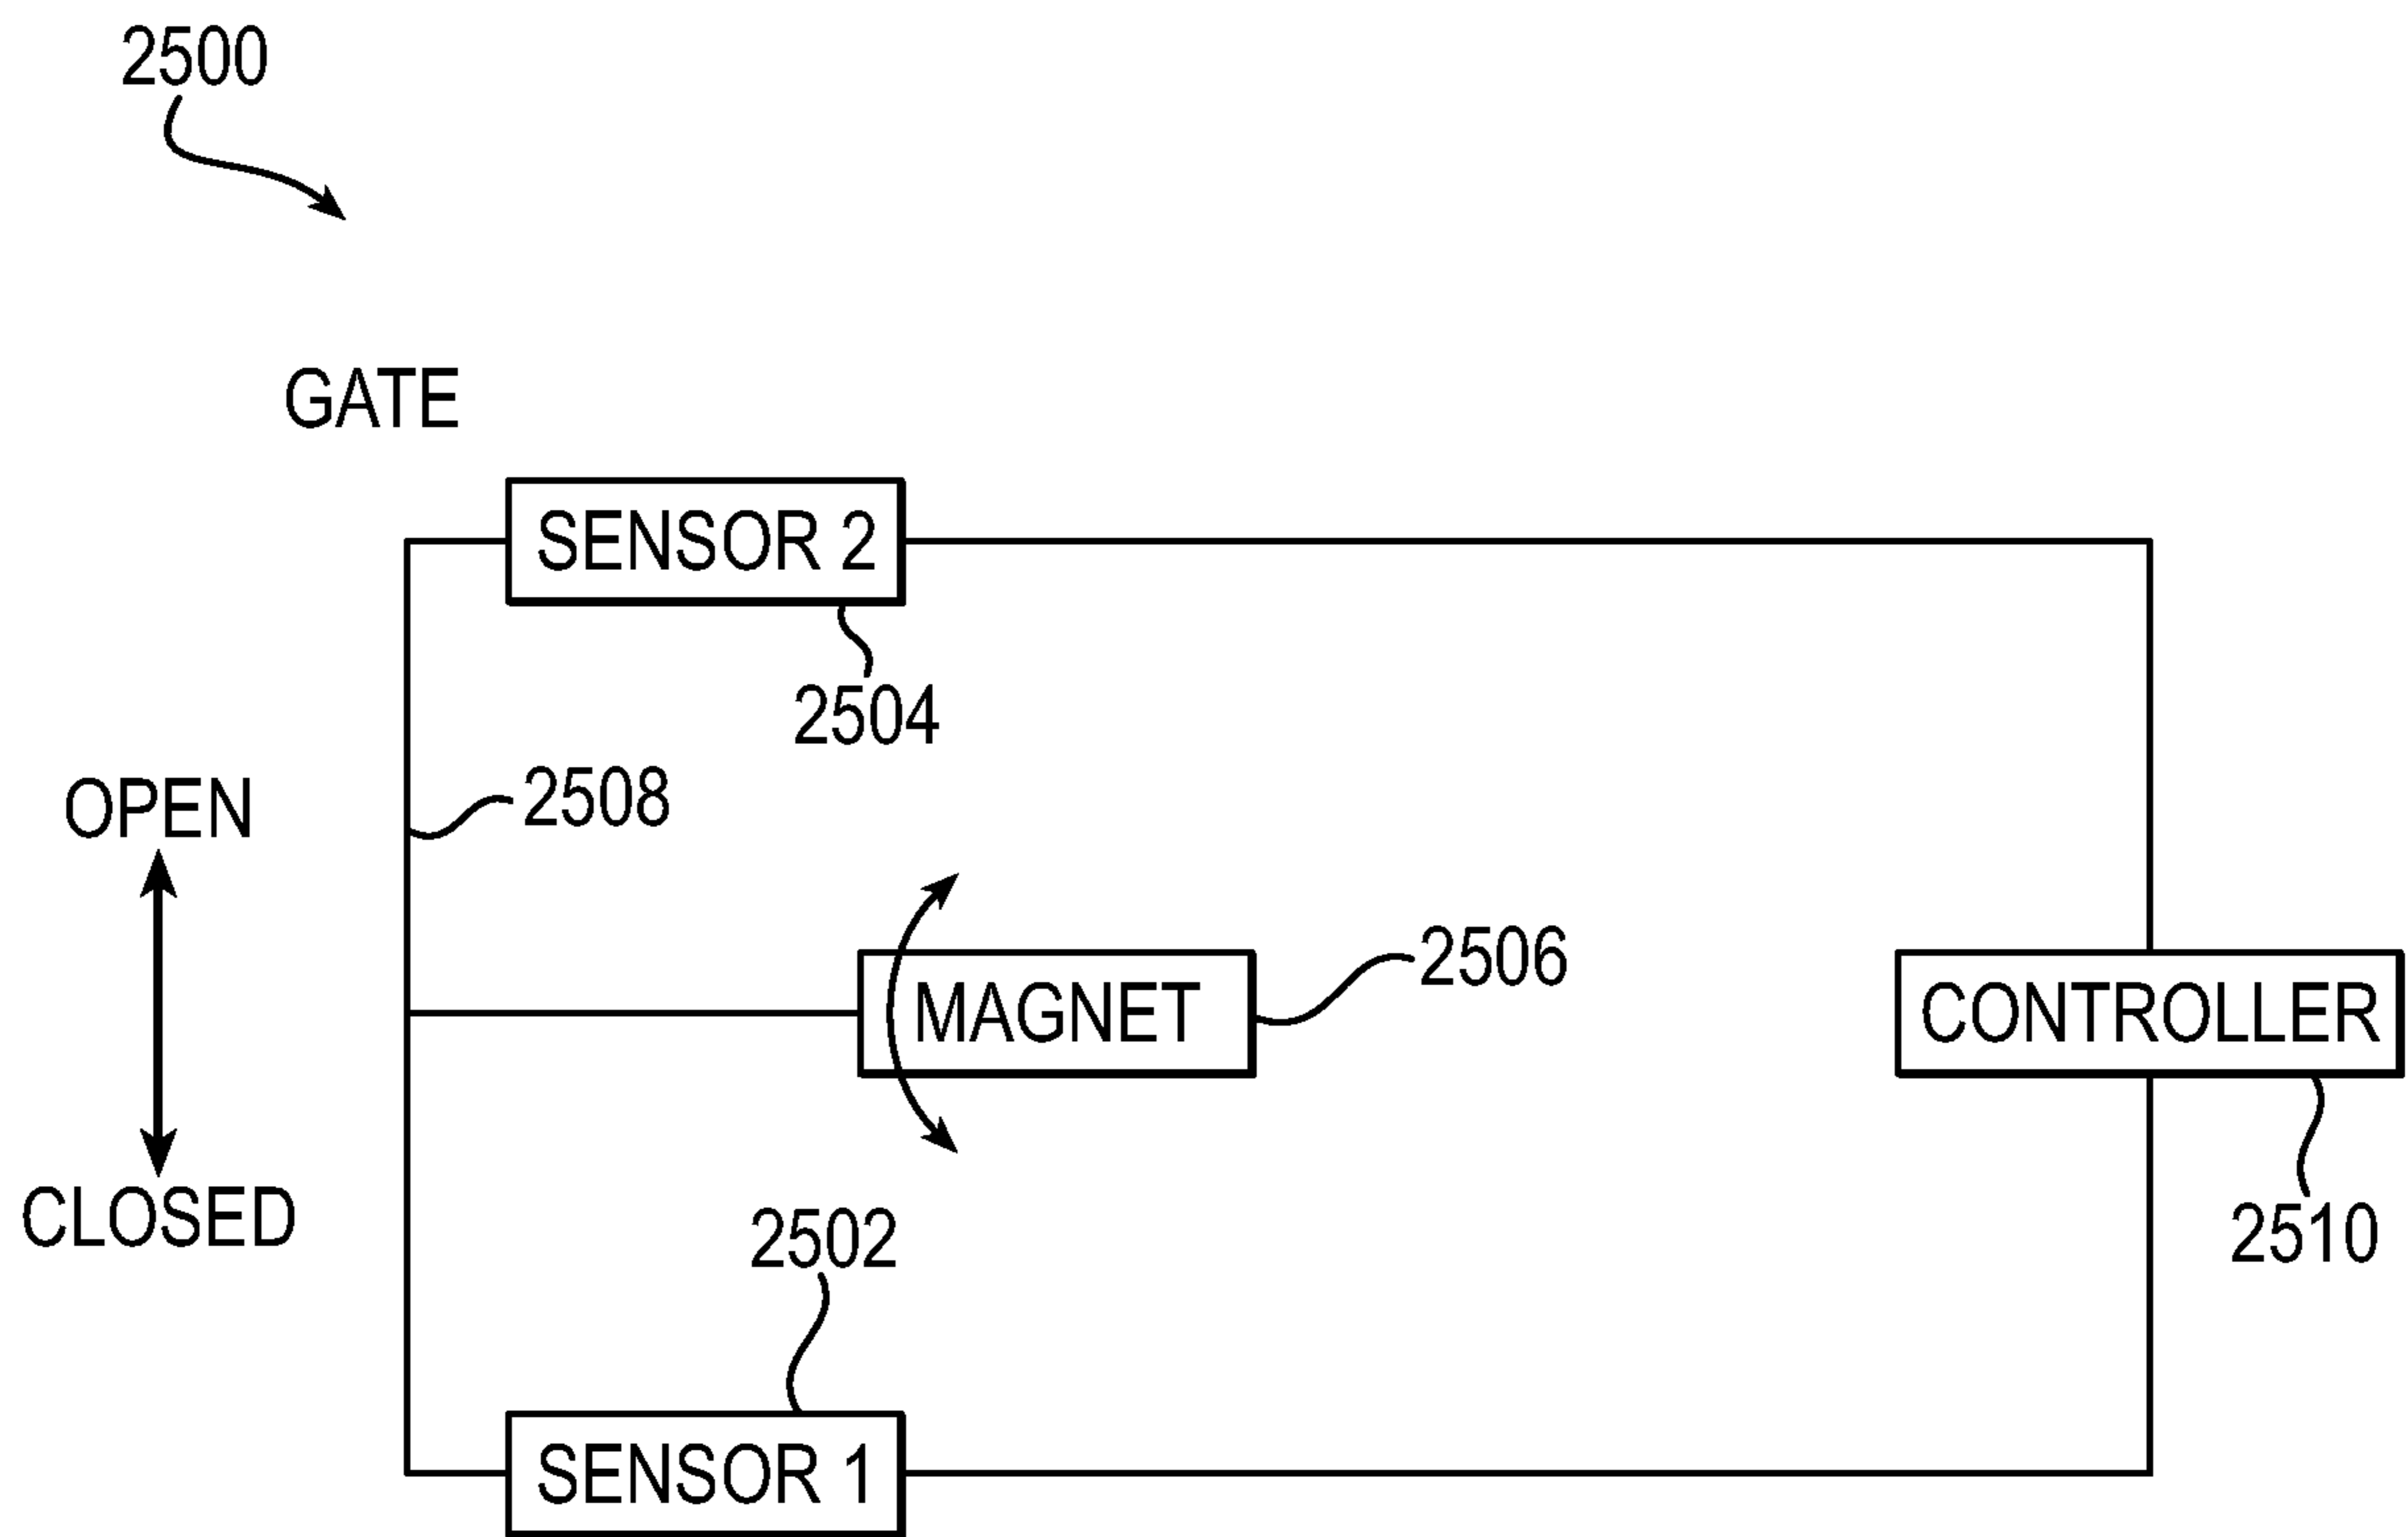 2500
GATE
SENSOR 2
2504
OPEN
2508
2506
MAGNET
CONTROLLER
CLOSED
2502
2510
SENSOR 1